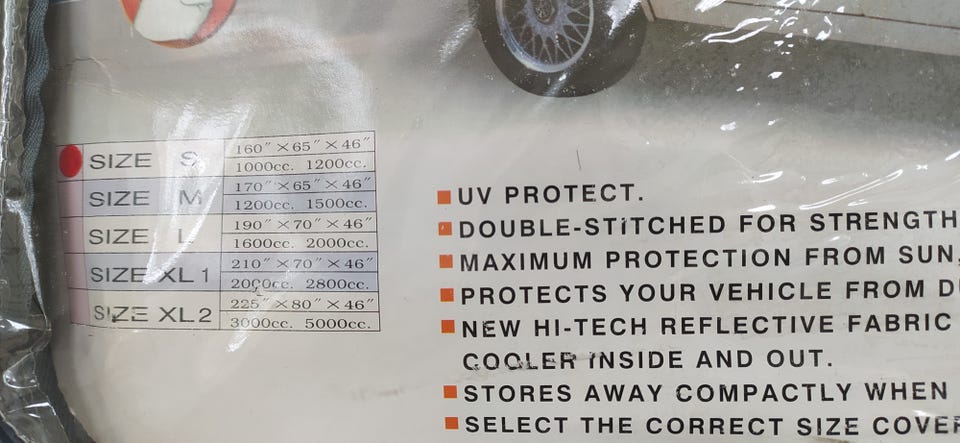 SIZE S 160″×65″×46″
1000cc. 1200cc.
SIZE M 170″×65″×46″
1200cc. 1500cc.
SIZE L 190″×70″×46″
1600cc. 2000cc.
SIZE XL1 210″×70″×46″
2000cc. 2800cc.
SIZE XL2 225″×80″×46″
3000cc. 5000cc.
UV PROTECT.
DOUBLE-STITCHED FOR STRENGTH
MAXIMUM PROTECTION FROM SUN,
PROTECTS YOUR VEHICLE FROM
NEW HI-TECH REFLECTIVE FABRIC
COOLER INSIDE AND OUT.
STORES AWAY COMPACTLY WHEN
SELECT THE CORRECT SIZE COVER